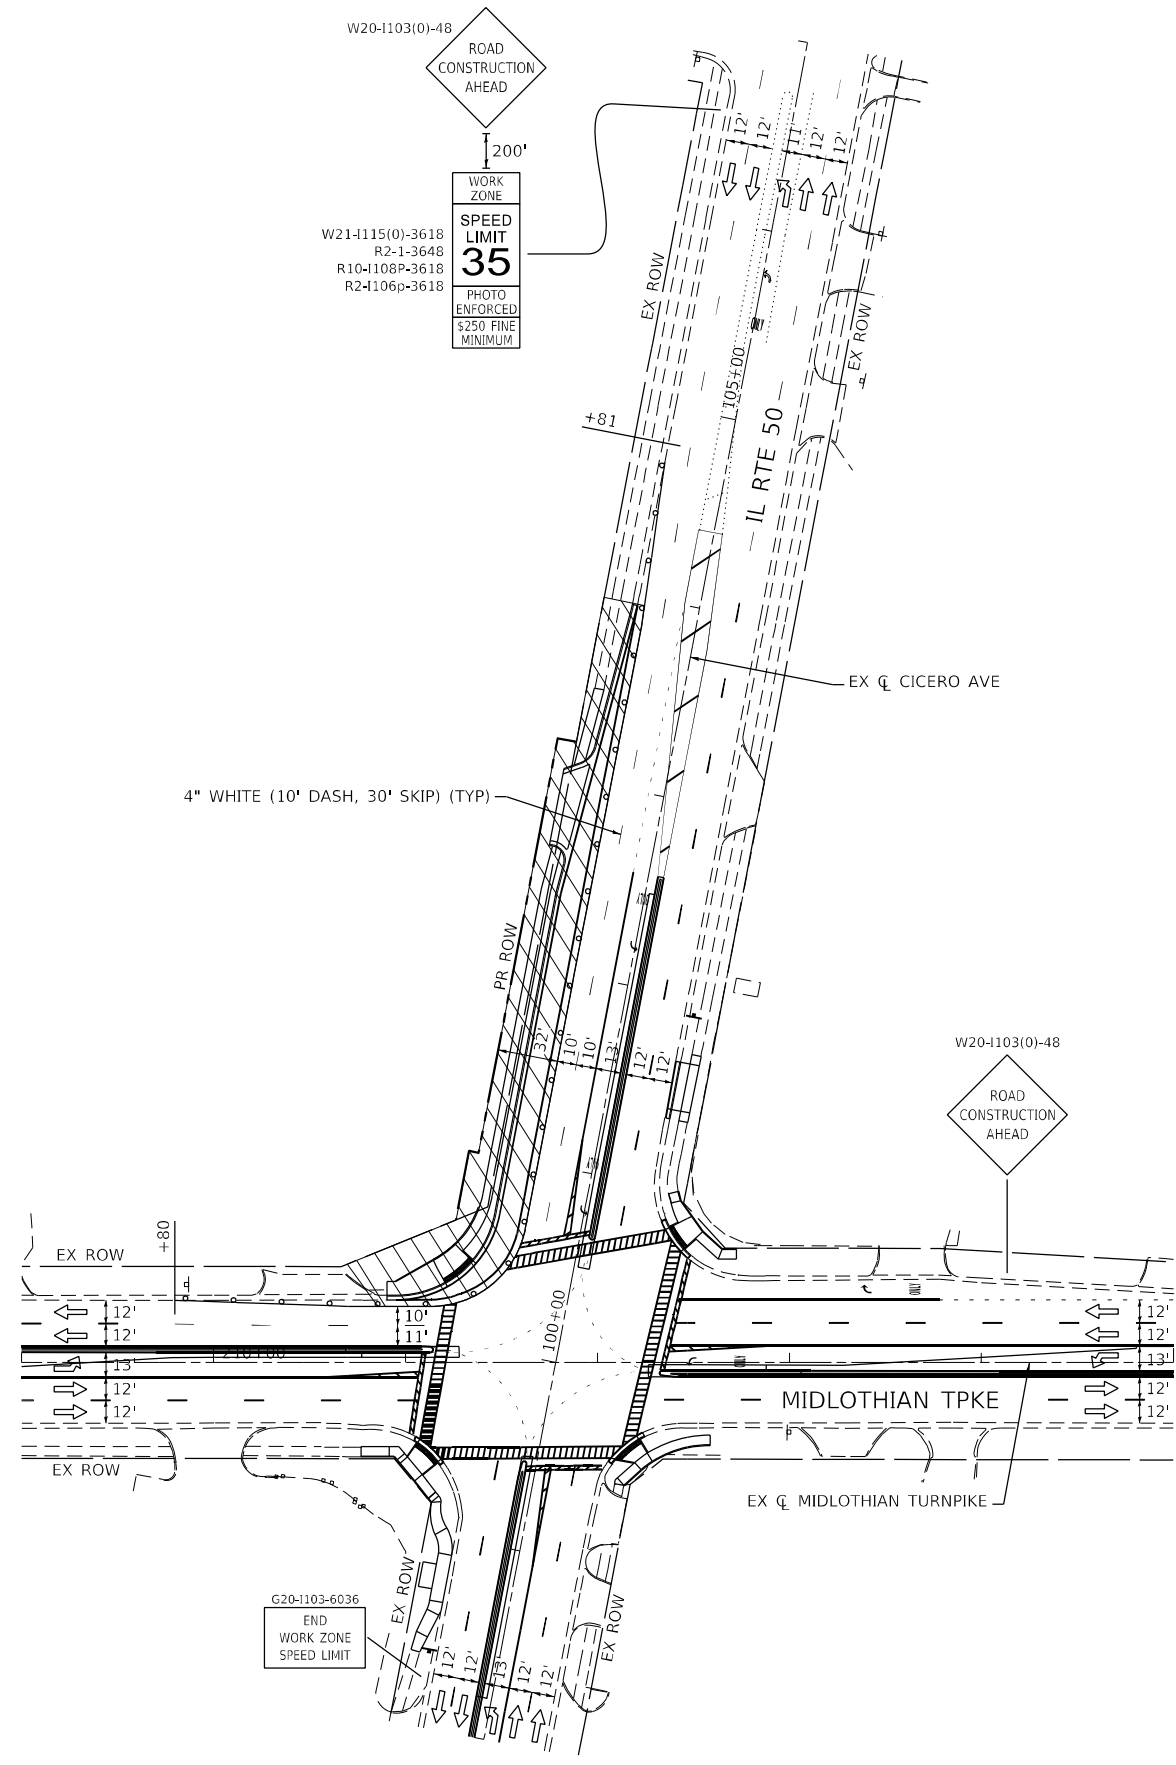 W20-I103(0)-48
ROAD
CONSTRUCTION
AHEAD
200'
WORK
ZONE
SPEED
LIMIT
35
PHOTO
ENFORCED
$250 FINE
MINIMUM
W21-I115(0)-3618
R2-1-3648
R10-I108P-3618
R2-I106p-3618
12'
12'
11'
12'
12'
EX ROW
EX ROW
105+00
+81
IL RTE 50
EX ℄ CICERO AVE
4" WHITE (10' DASH, 30' SKIP) (TYP)
PR ROW
32'
10'
10'
13'
12'
12'
W20-I103(0)-48
ROAD
CONSTRUCTION
AHEAD
+80
EX ROW
12'
12'
13'
12'
12'
10'
11'
210+00
100+00
12'
12'
13'
12'
12'
MIDLOTHIAN TPKE
EX ROW
EX ℄ MIDLOTHIAN TURNPIKE
G20-I103-6036
END
WORK ZONE
SPEED LIMIT
EX ROW
EX ROW
12'
12'
13'
12'
12'